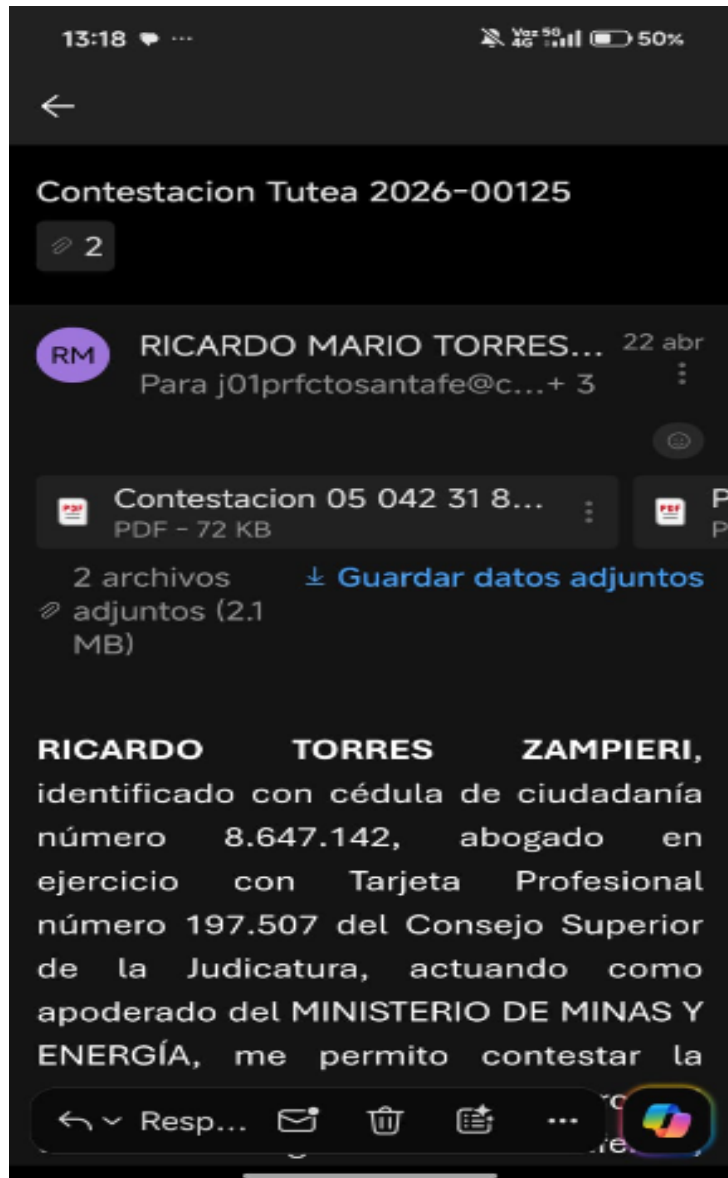 13:18 ...
Voz 5G 4G 50%
Contestacion Tutea 2026-00125
2
RM
RICARDO MARIO TORRES... 22 abr
Para j01prfctosantafe@c...+ 3
Contestacion 05 042 31 8... P
PDF - 72 KB P
2 archivos Guardar datos adjuntos
adjuntos (2.1
MB)
RICARDO TORRES ZAMPIERI,
identificado con cédula de ciudadanía
número 8.647.142, abogado en
ejercicio con Tarjeta Profesional
número 197.507 del Consejo Superior
de la Judicatura, actuando como
apoderado del MINISTERIO DE MINAS Y
ENERGÍA, me permito contestar la
Resp... ...